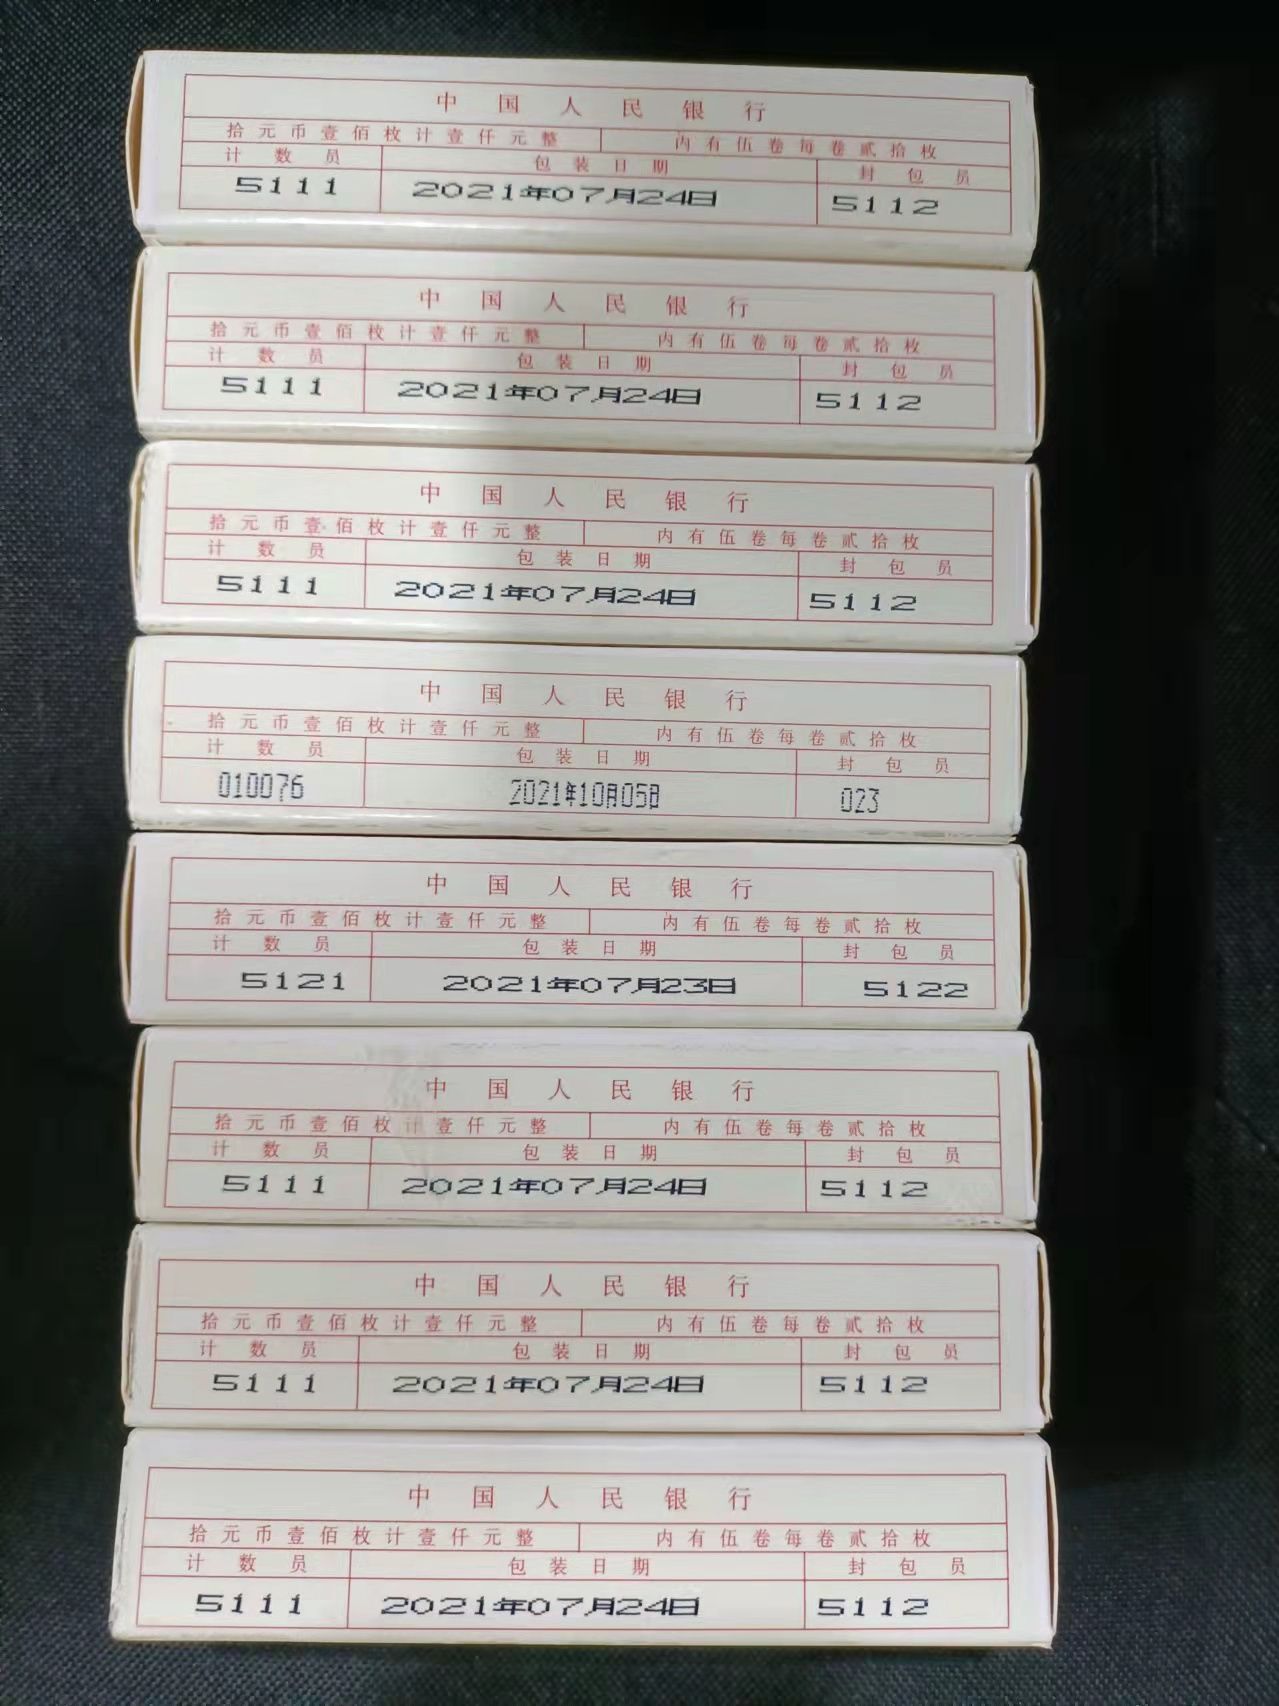 中国人民银行
拾元币壹佰枚计壹仟元整 内有伍卷每卷贰拾枚
计数员 包装日期 封包员
5111 2021年07月24日 5112
中国人民银行
拾元币壹佰枚计壹仟元整 内有伍卷每卷贰拾枚
计数员 包装日期 封包员
5111 2021年07月24日 5112
中国人民银行
拾元币壹佰枚计壹仟元整 内有伍卷每卷贰拾枚
计数员 包装日期 封包员
5111 2021年07月24日 5112
中国人民银行
拾元币壹佰枚计壹仟元整 内有伍卷每卷贰拾枚
计数员 包装日期 封包员
010076 2021年10月05日 023
中国人民银行
拾元币壹佰枚计壹仟元整 内有伍卷每卷贰拾枚
计数员 包装日期 封包员
5121 2021年07月23日 5122
中国人民银行
拾元币壹佰枚计壹仟元整 内有伍卷每卷贰拾枚
计数员 包装日期 封包员
5111 2021年07月24日 5112
中国人民银行
拾元币壹佰枚计壹仟元整 内有伍卷每卷贰拾枚
计数员 包装日期 封包员
5111 2021年07月24日 5112
中国人民银行
拾元币壹佰枚计壹仟元整 内有伍卷每卷贰拾枚
计数员 包装日期 封包员
5111 2021年07月24日 5112